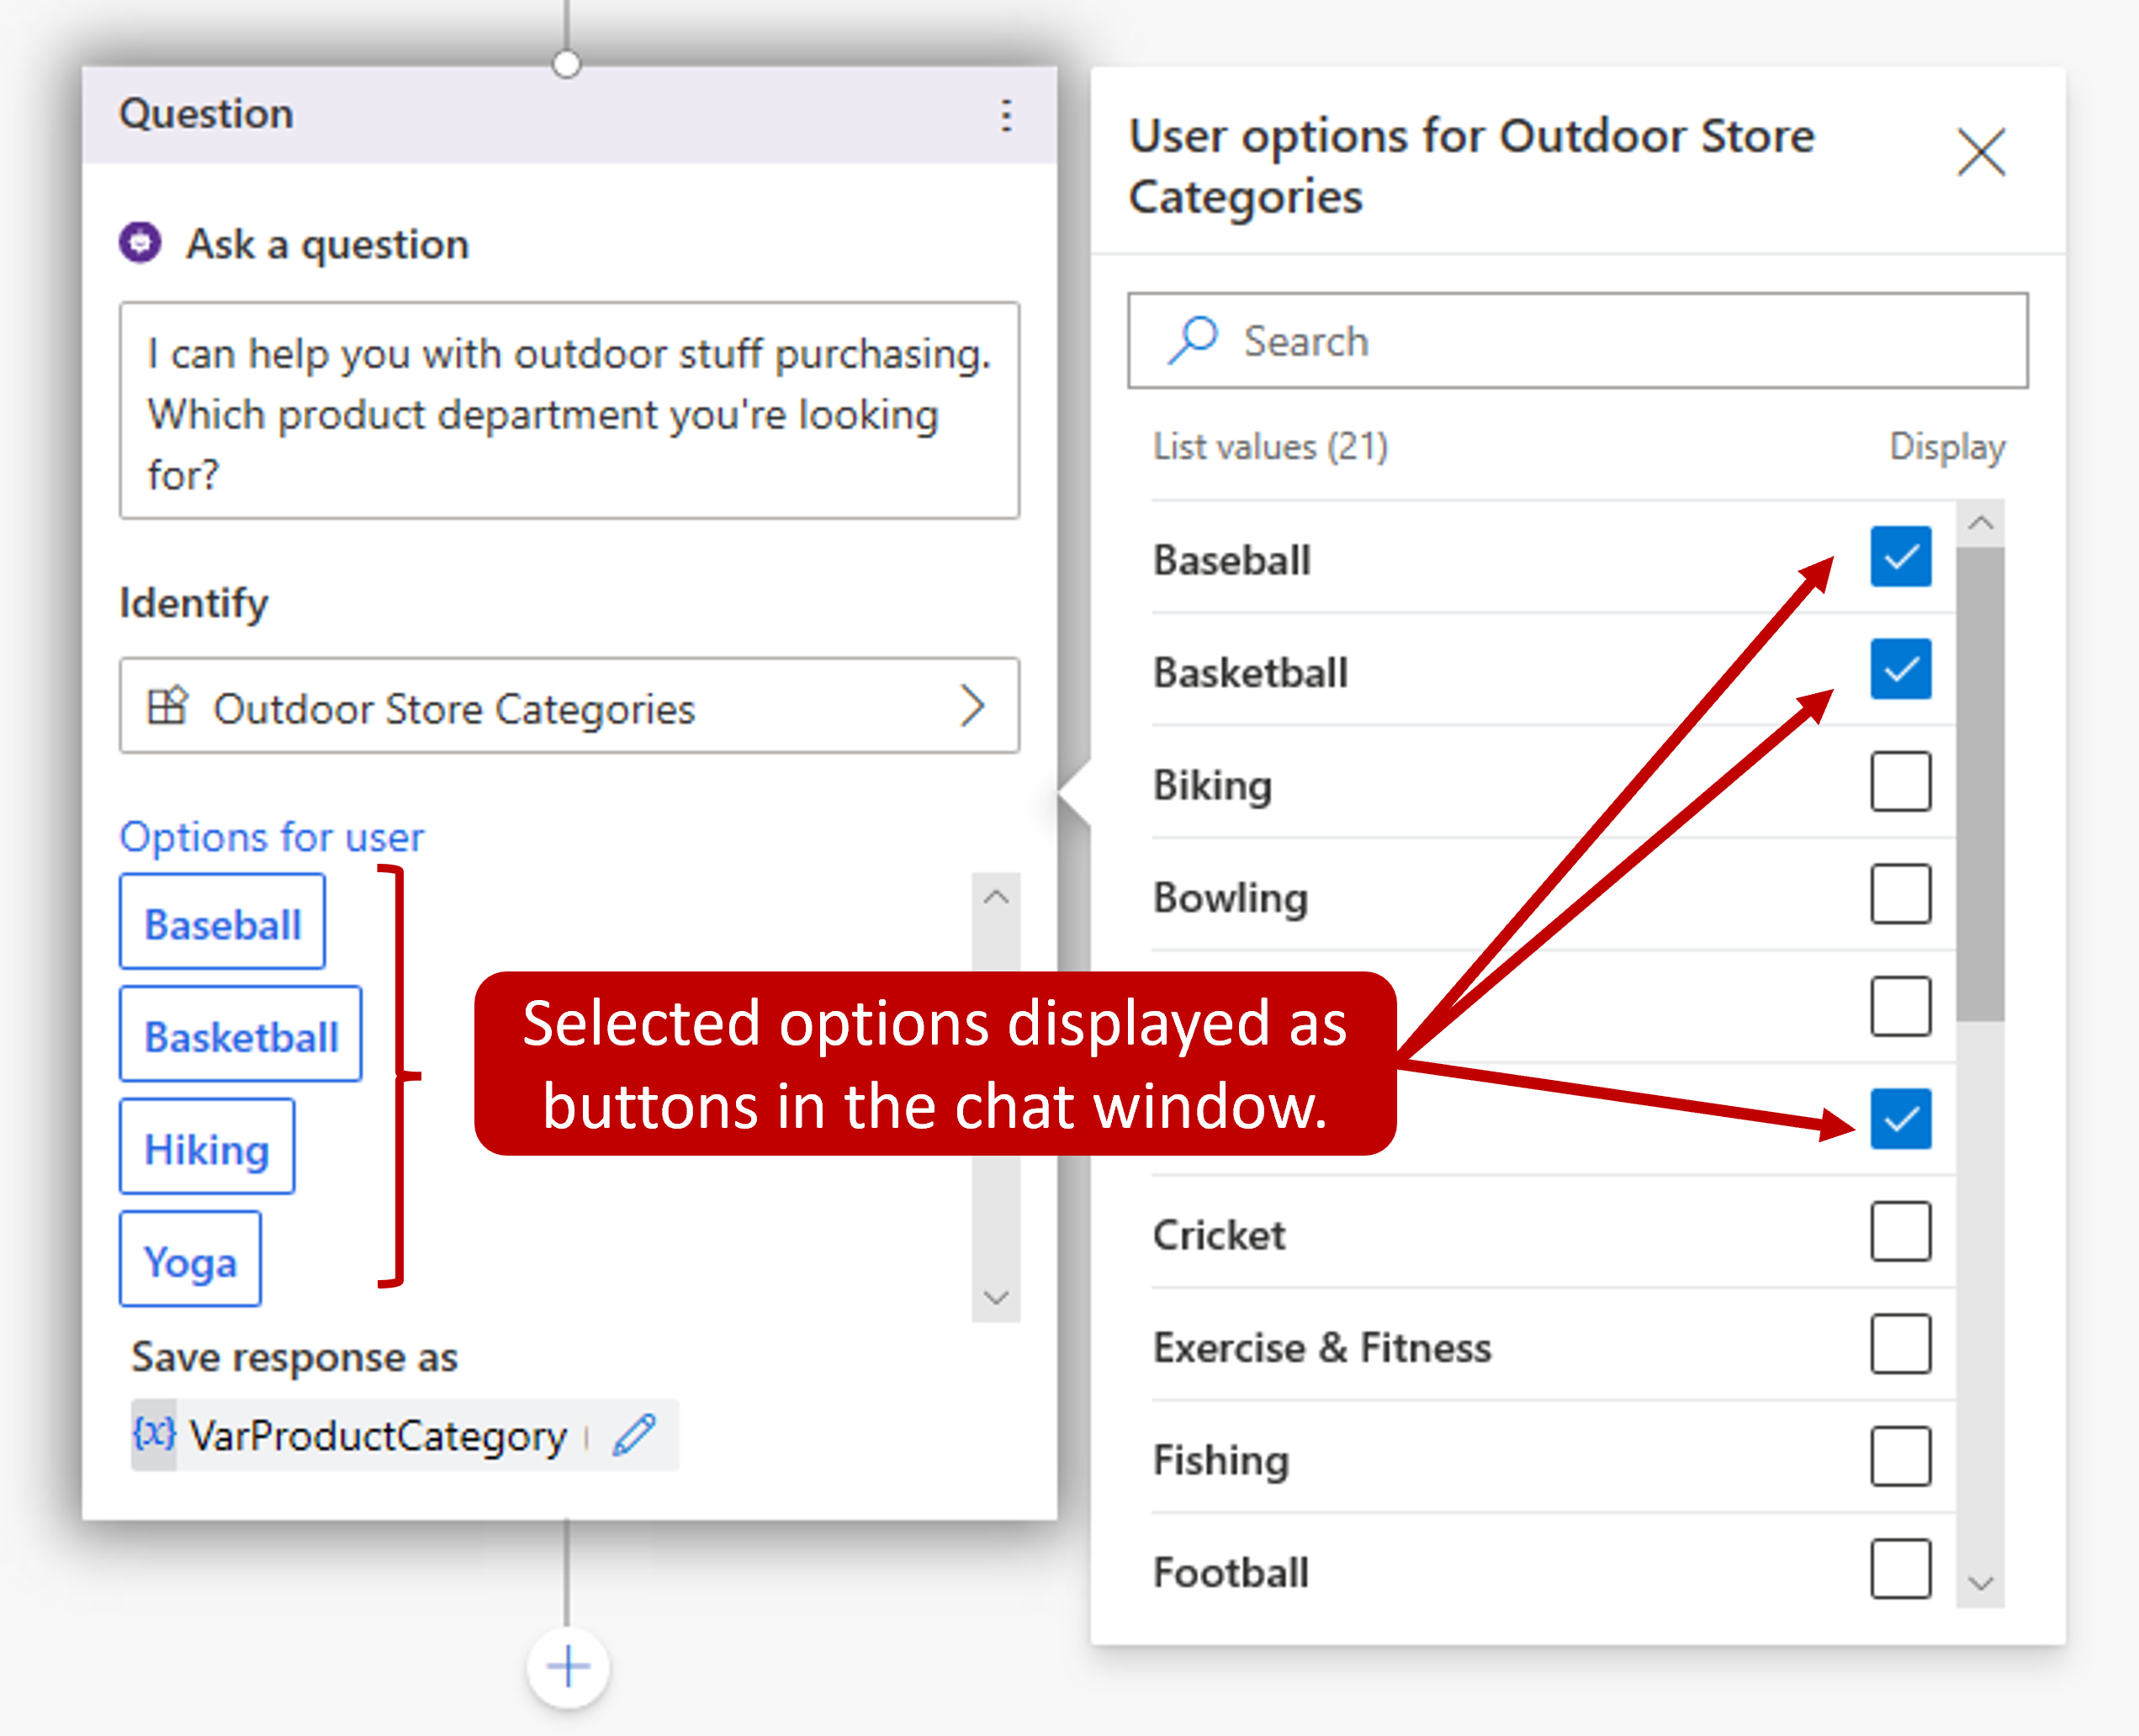 Question
Ask a question
I can help you with outdoor stuff purchasing.
Which product department you're looking
for?
Identify
Outdoor Store Categories
Options for user
Baseball
Basketball
Hiking
Yoga
Save response as
{x} VarProductCategory
User options for Outdoor Store
Categories
Search
List values (21) Display
Baseball
Basketball
Biking
Bowling
Cricket
Exercise & Fitness
Fishing
Football
Selected options displayed as
buttons in the chat window.